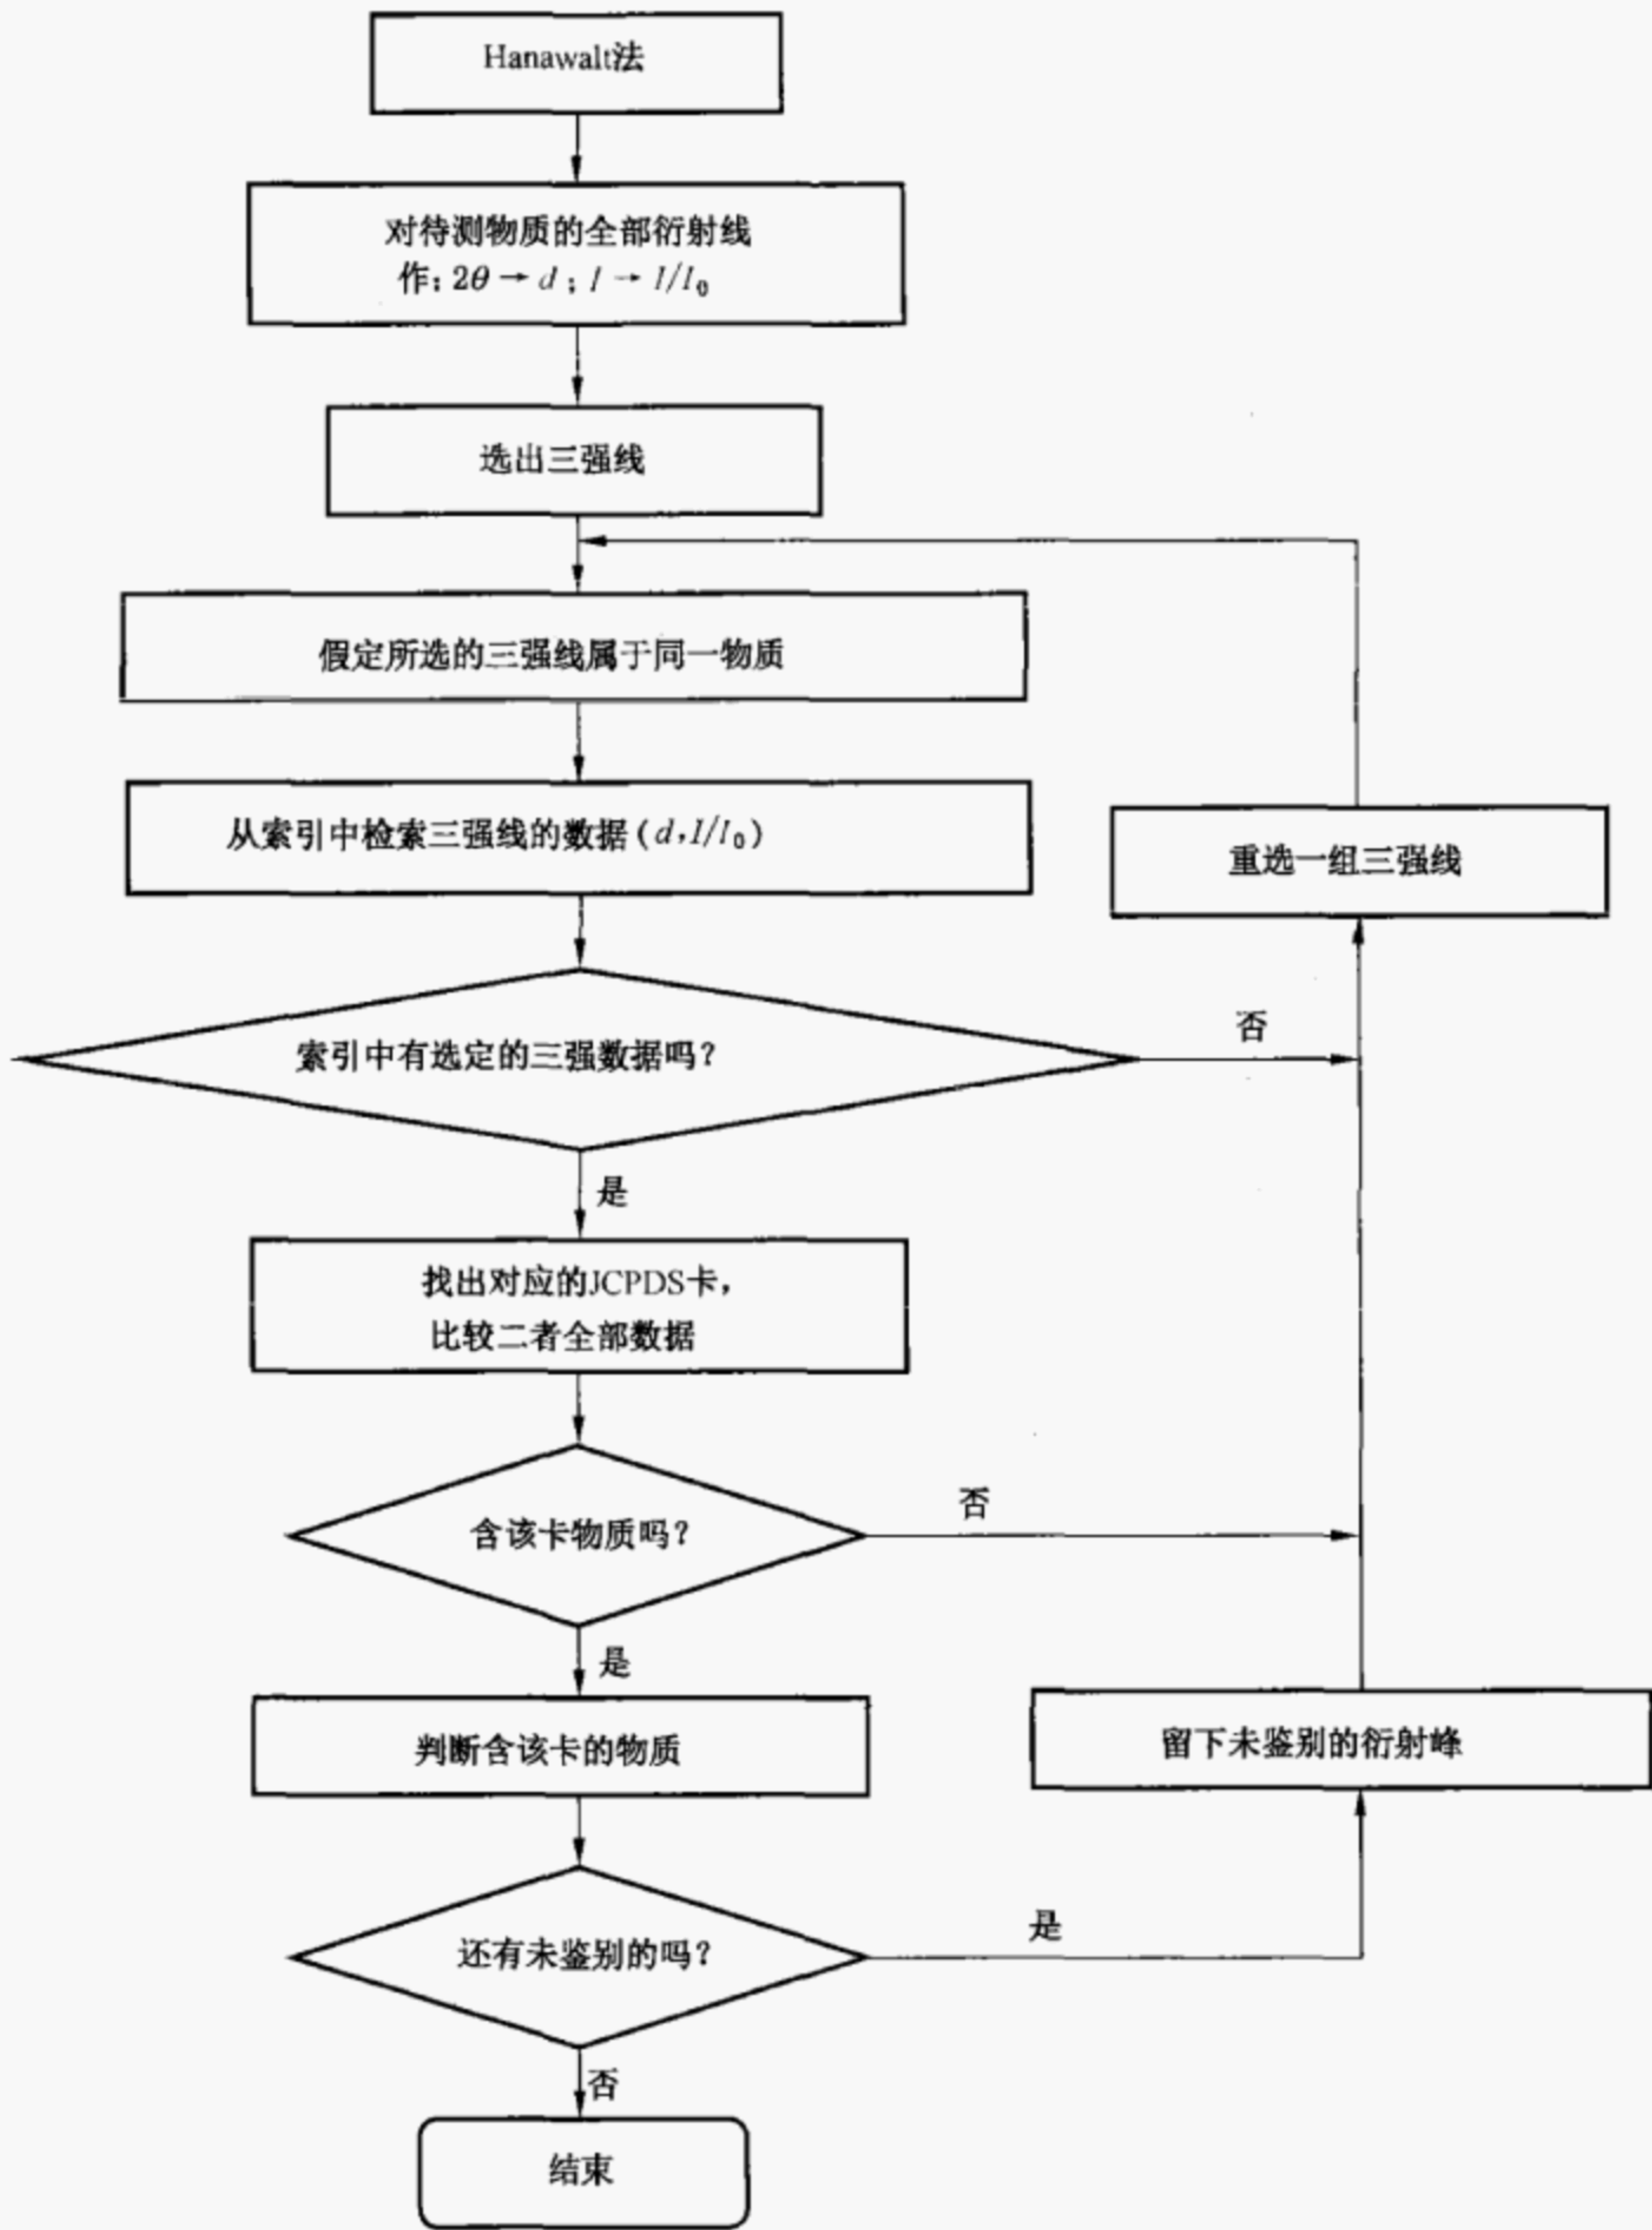 Hanawalt法
对待测物质的全部衍射线
作：2θ → d ; I → I/I₀
选出三强线
假定所选的三强线属于同一物质
从索引中检索三强线的数据(d,I/I₀)
重选一组三强线
索引中有选定的三强数据吗?
否
是
找出对应的JCPDS卡，
比较二者全部数据
含该卡物质吗?
否
是
判断含该卡的物质
留下未鉴别的衍射峰
还有未鉴别的吗?
是
否
结束